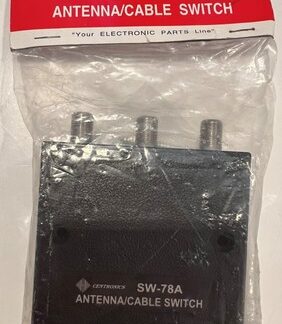 ANTENNA/CABLE SWITCH
"Your ELECTRONIC PARTS Line"
CENTRONICS SW-78A
ANTENNA/CABLE SWITCH